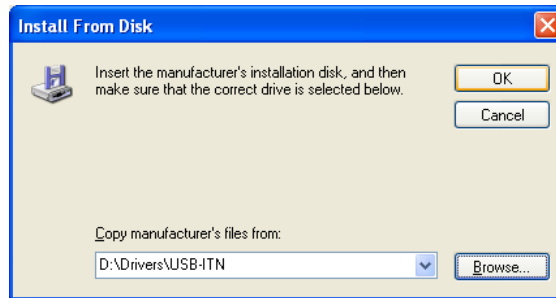 Install From Disk
Insert the manufacturer's installation disk, and then
make sure that the correct drive is selected below.
OK
Cancel
Copy manufacturer's files from:
D:\Drivers\USB-ITN
Browse...